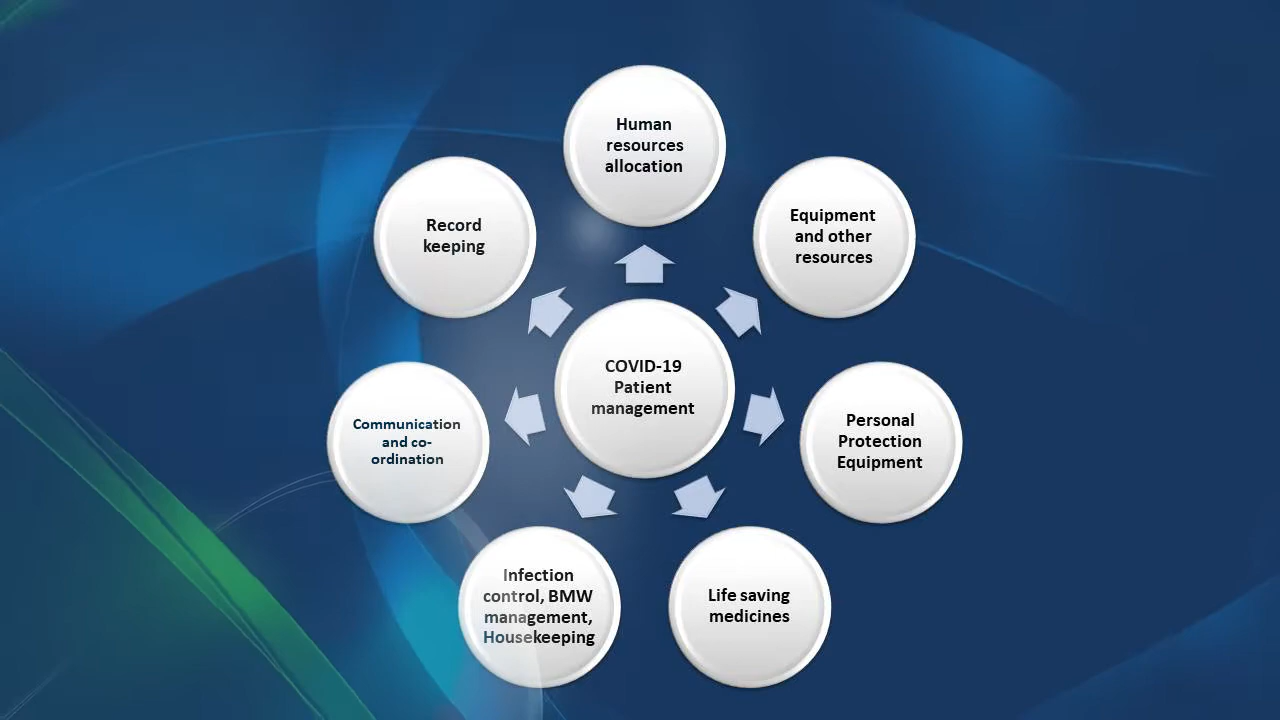 Human
resources
allocation
Equipment
and other
resources
Personal
Protection
Equipment
Life saving
medicines
Infection
control, BMW
management,
Housekeeping
Communication
and co-
ordination
Record
keeping
COVID-19
Patient
management